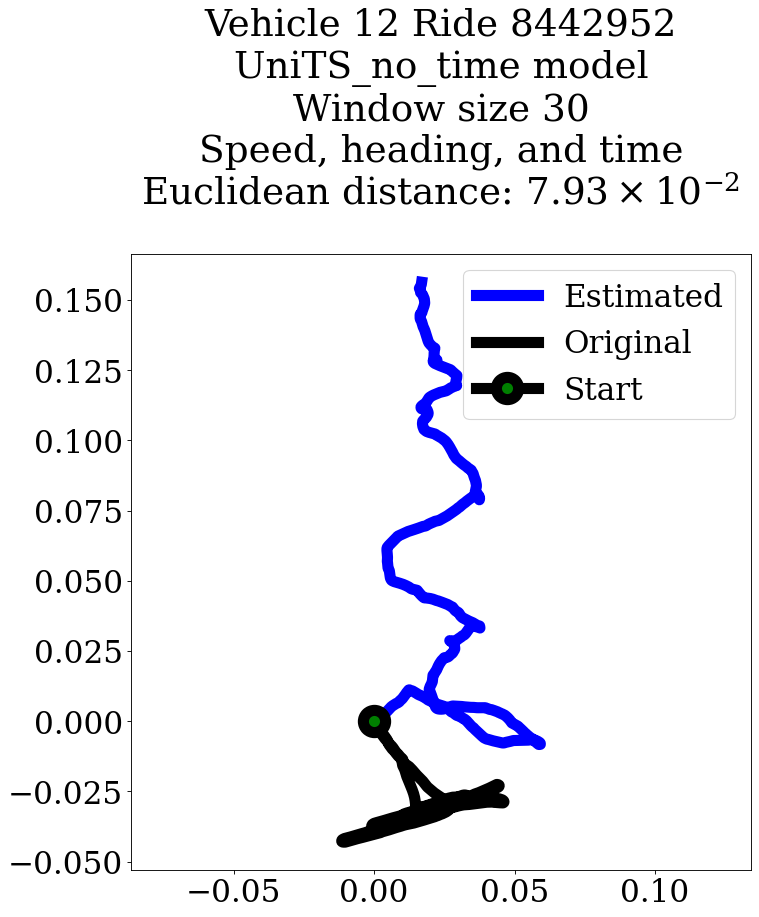 Vehicle 12 Ride 8442952
UniTS_no_time model
Window size 30
Speed, heading, and time
Euclidean distance: 7.93 × 10⁻²
Estimated
Original
Start
0.150
0.125
0.100
0.075
0.050
0.025
0.000
−0.025
−0.050
−0.05 0.00 0.05 0.10